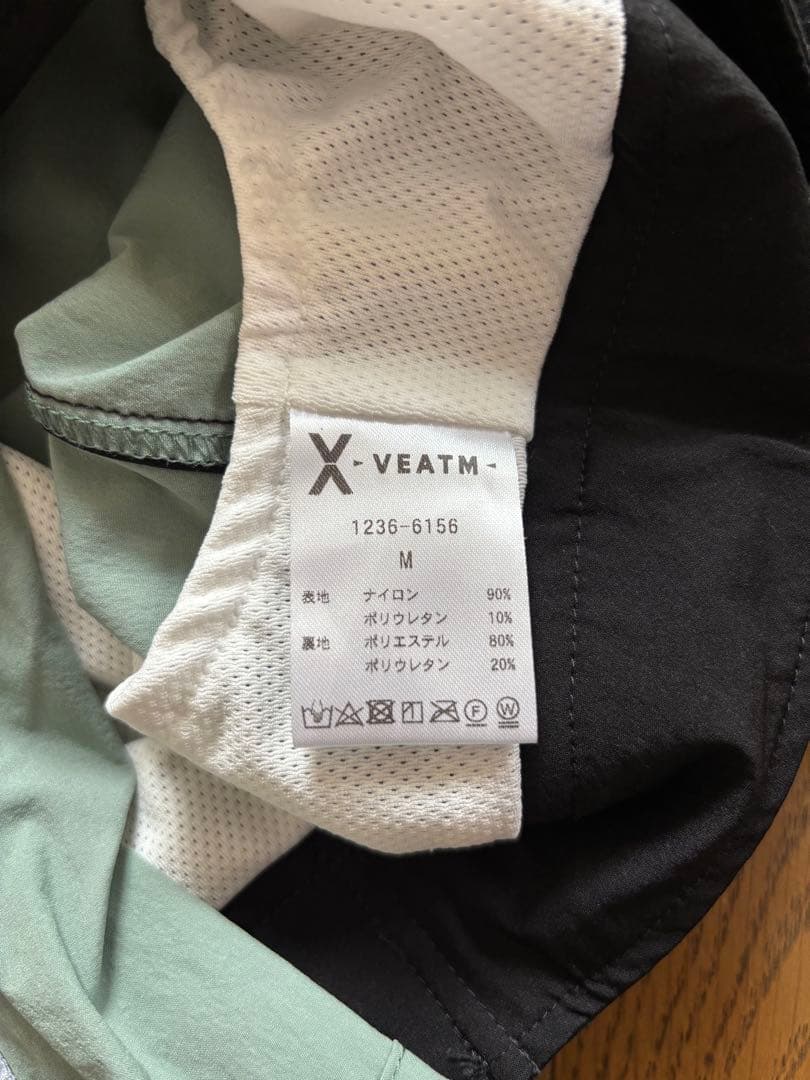 VEATM
1236-6156
M
表地 ナイロン 90%
ポリウレタン 10%
裏地 ポリエステル 80%
ポリウレタン 20%
F W